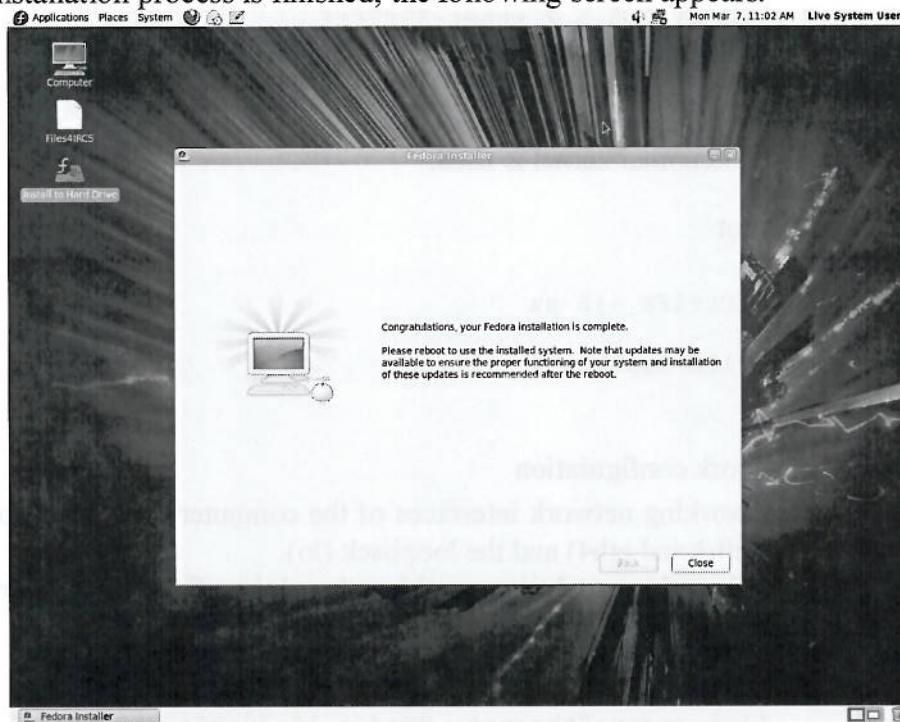 nstallation process is finished, the following screen appears:
Applications Places System Mon Mar 7, 11:02 AM Live System User
Computer
Files4IRCS
Install to Hard Drive
Fedora Installer
Congratulations, your Fedora installation is complete.
Please reboot to use the installed system. Note that updates may be
available to ensure the proper functioning of your system and installation
of these updates is recommended after the reboot.
Back Close
Fedora Installer